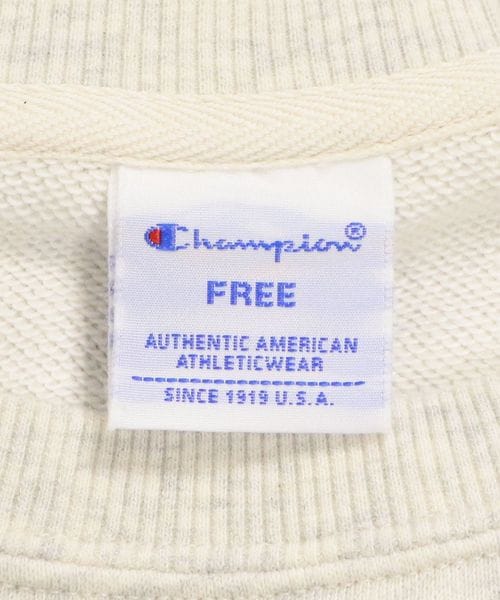 Champion®
FREE
AUTHENTIC AMERICAN
ATHLETICWEAR
SINCE 1919 U.S.A.